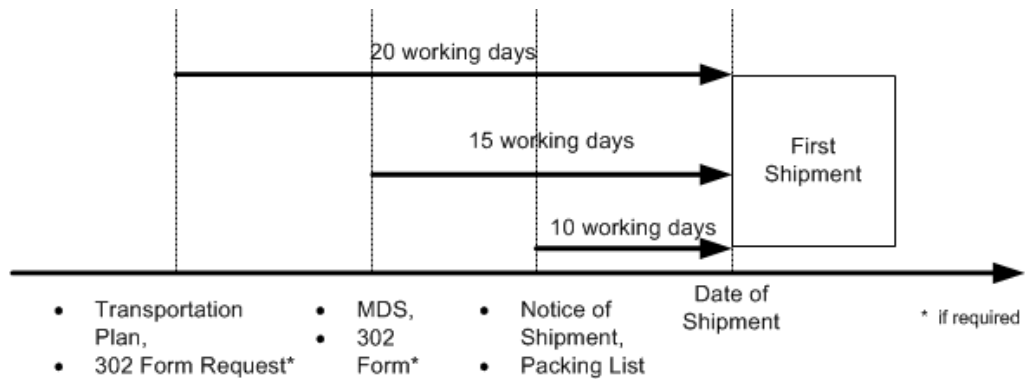 20 working days
15 working days
First
Shipment
10 working days
• Transportation
Plan,
• 302 Form Request*
• MDS,
• 302
Form*
• Notice of
Shipment,
• Packing List
Date of
Shipment
* if required